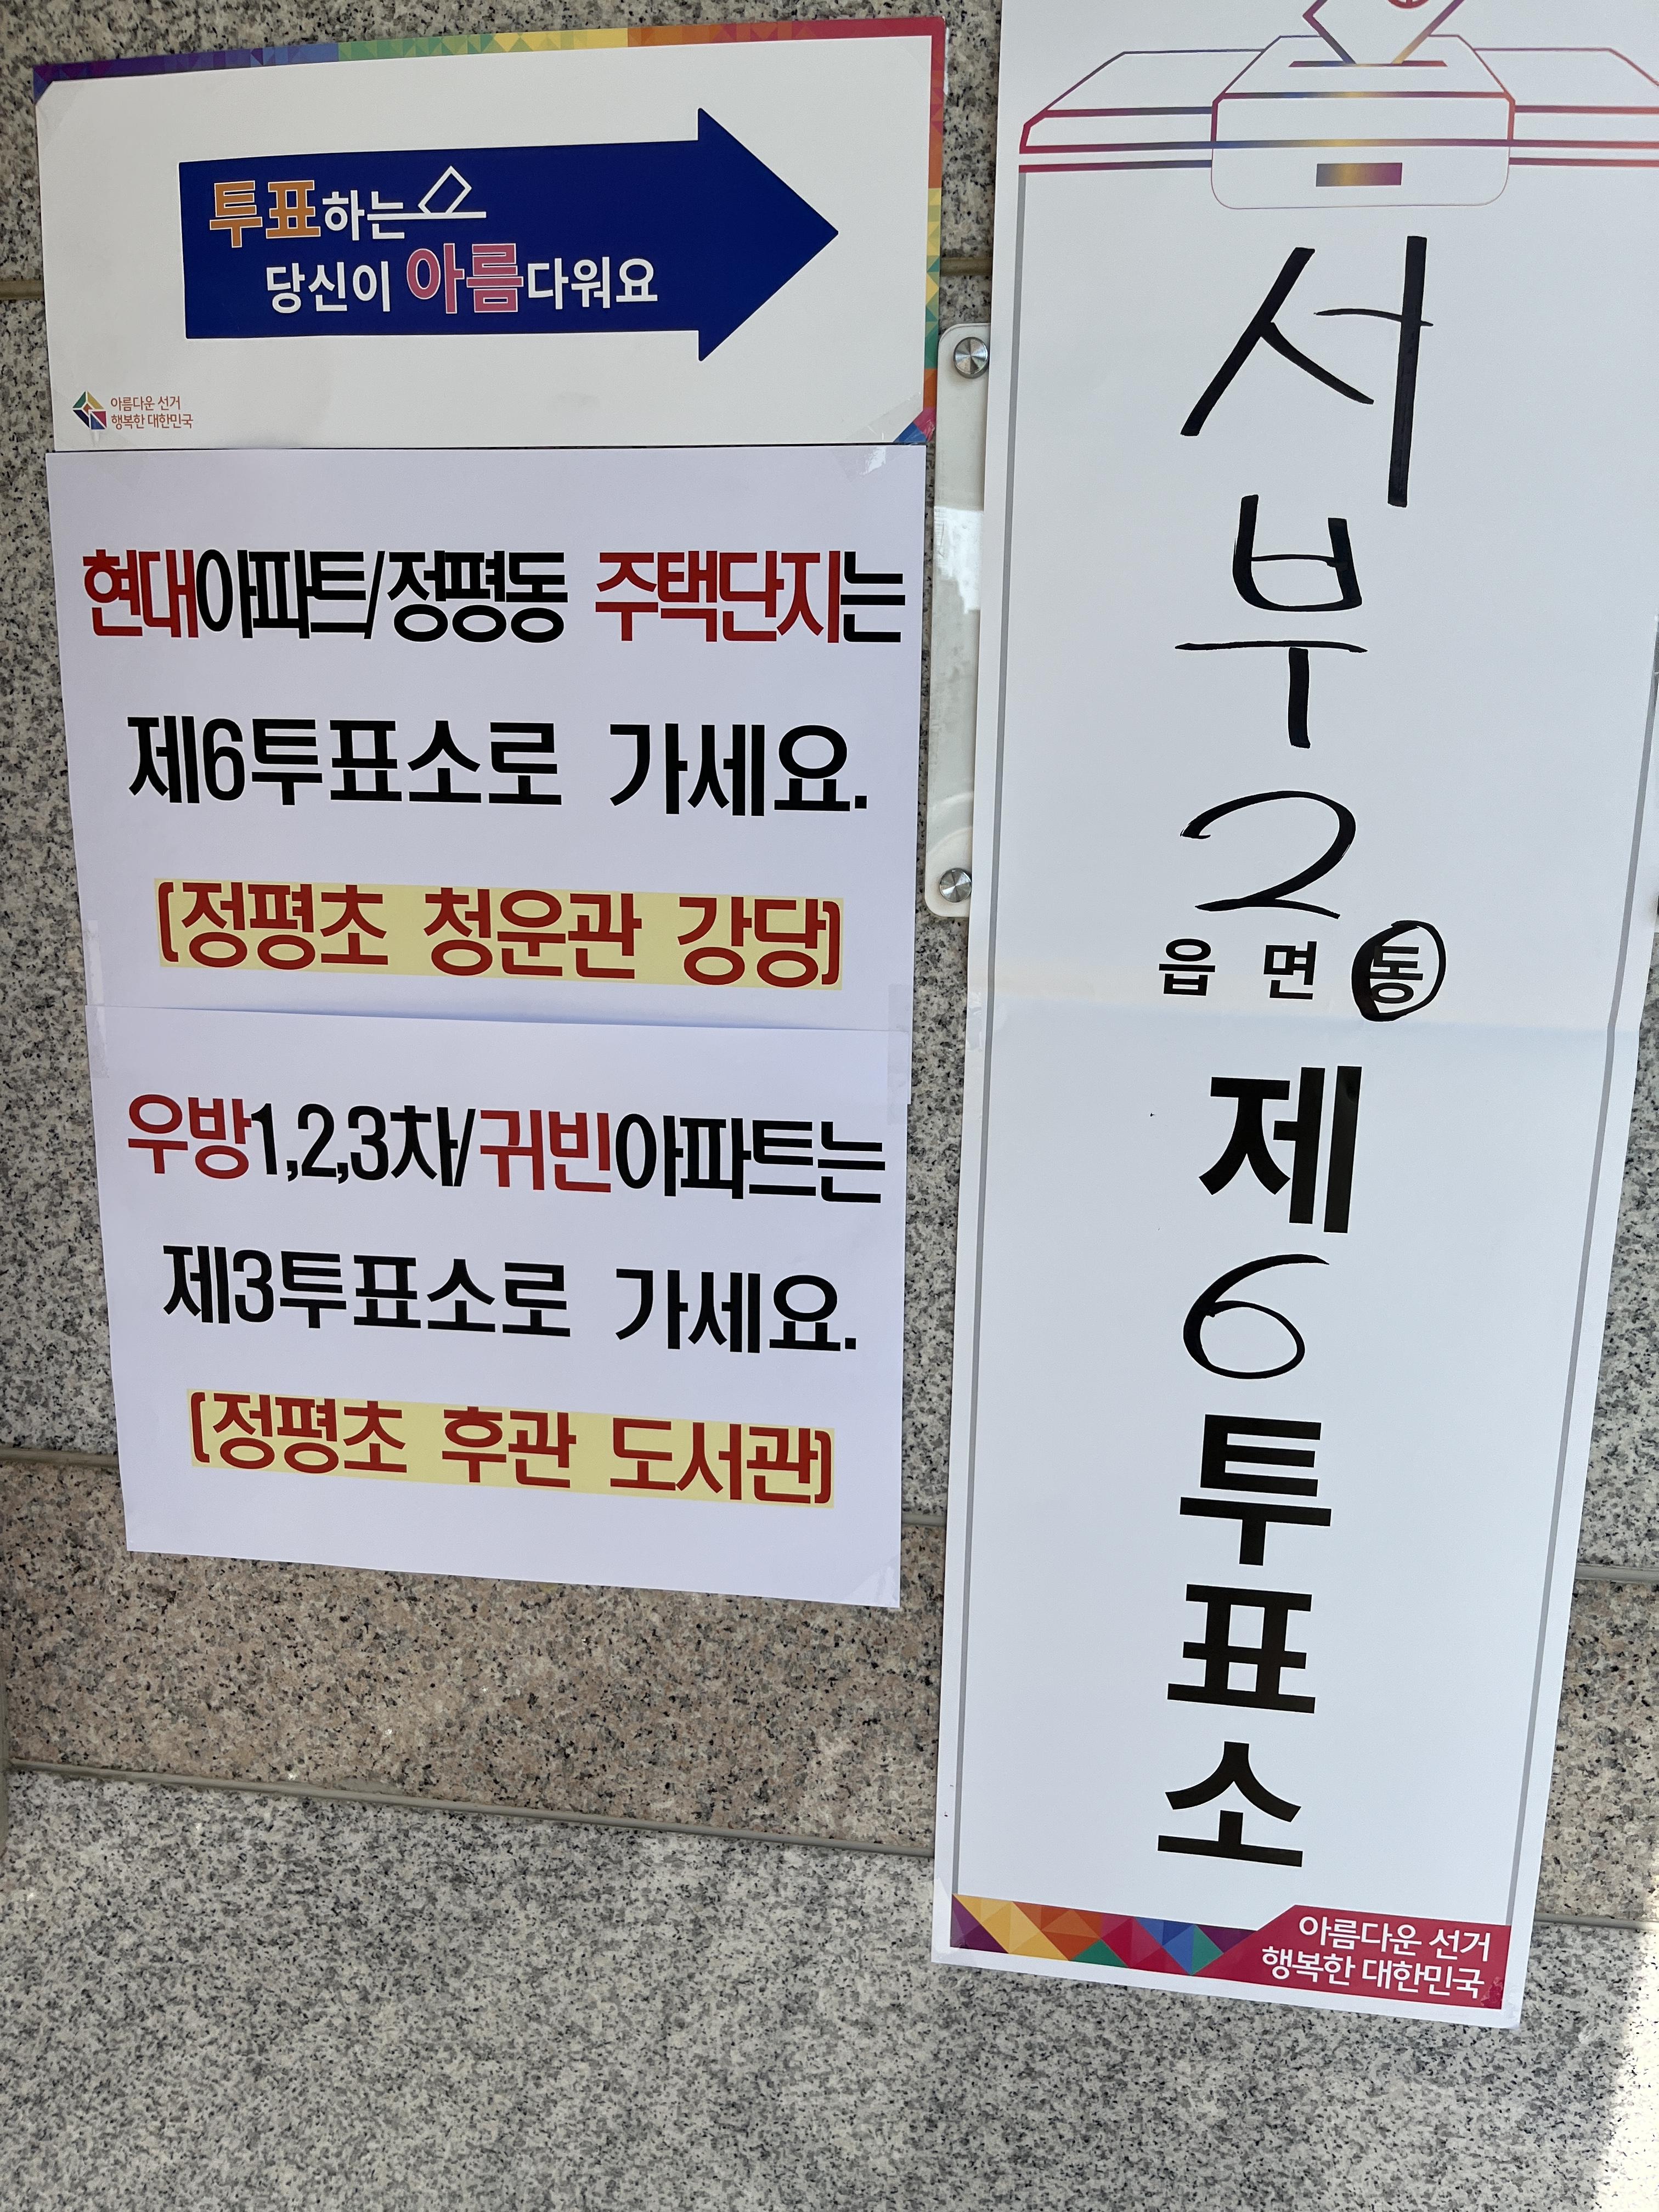 투표하는
당신이 아름다워요
아름다운 선거
행복한 대한민국
현대아파트/정평동 주택단지는
제6투표소로 가세요.
(정평초 청운관 강당)
우방1,2,3차/귀빈아파트는
제3투표소로 가세요.
(정평초 후관 도서관)
서
부
2
읍 면 동
제
6
투
표
소
아름다운 선거
행복한 대한민국